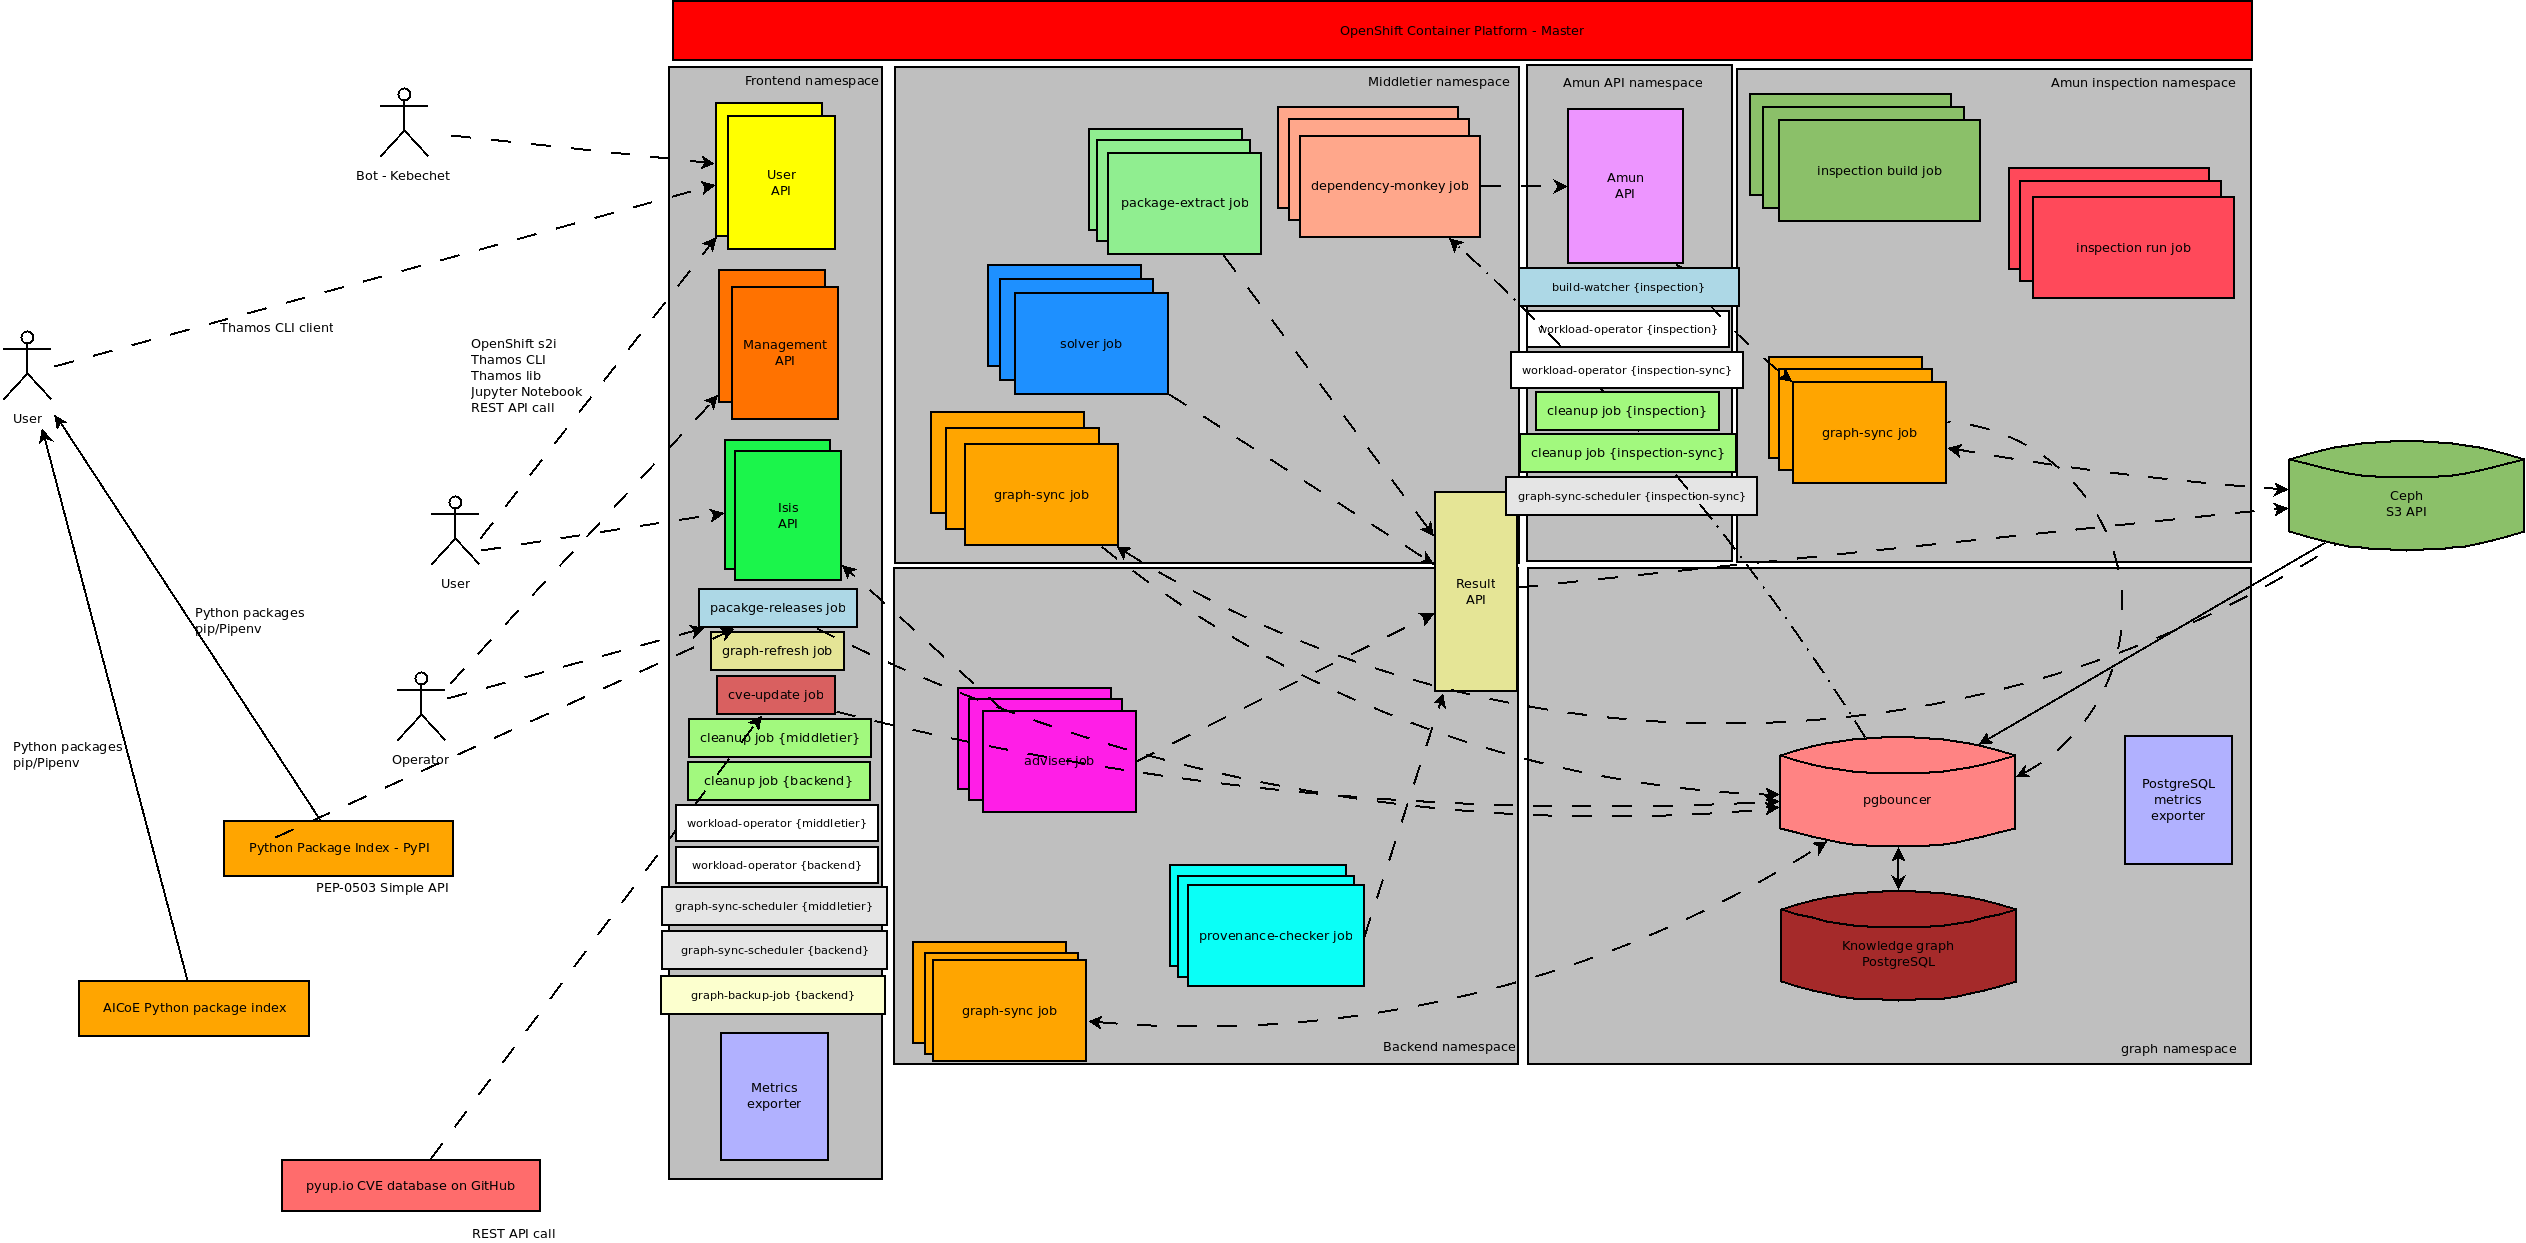 OpenShift Container Platform - Master
Frontend namespace
Middletier namespace
Amun API namespace
Amun inspection namespace
Bot - Kebechet
User
API
package-extract job
dependency-monkey job
Amun
API
inspection build job
inspection run job
Thamos CLI client
OpenShift s2i
Thamos CLI
Thamos lib
Jupyter Notebook
REST API call
User
Management
API
solver job
build-watcher {inspection}
workload-operator {inspection}
workload-operator {inspection-sync}
cleanup job {inspection}
cleanup job {inspection-sync}
graph-sync-scheduler {inspection-sync}
graph-sync job
Ceph
S3 API
User
Isis
API
graph-sync job
Result
API
Python packages
pip/Pipenv
Python packages
pip/Pipenv
Operator
pacakge-releases job
graph-refresh job
cve-update job
cleanup job {middletier}
cleanup job {backend}
workload-operator {middletier}
workload-operator {backend}
graph-sync-scheduler {middletier}
graph-sync-scheduler {backend}
graph-backup-job {backend}
Metrics
exporter
adviser job
provenance-checker job
graph-sync job
Backend namespace
pgbouncer
PostgreSQL
metrics
exporter
Knowledge graph
PostgreSQL
graph namespace
Python Package Index - PyPI
PEP-0503 Simple API
AICoE Python package index
pyup.io CVE database on GitHub
REST API call